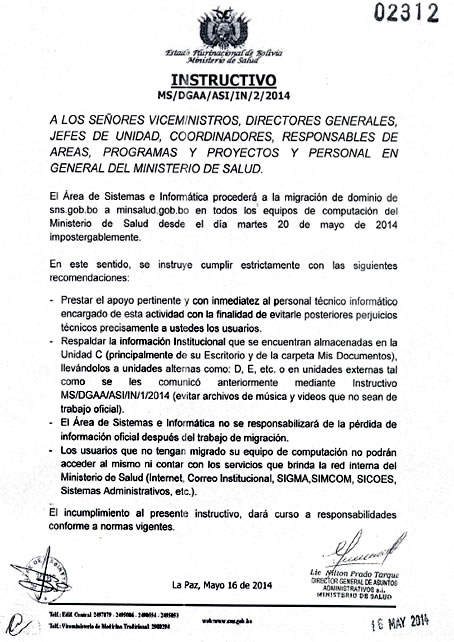 02312
Estado Plurinacional de Bolivia
Ministerio de Salud
INSTRUCTIVO
MS/DGAA/ASI/IN/2/2014
A LOS SEÑORES VICEMINISTROS, DIRECTORES GENERALES,
JEFES DE UNIDAD, COORDINADORES, RESPONSABLES DE
AREAS, PROGRAMAS Y PROYECTOS Y PERSONAL EN
GENERAL DEL MINISTERIO DE SALUD.
El Área de Sistemas e Informática procederá a la migración de dominio de
sns.gob.bo a minsalud.gob.bo en todos los equipos de computación del
Ministerio de Salud desde el día martes 20 de mayo de 2014
impostergablemente.
En este sentido, se instruye cumplir estrictamente con las siguientes
recomendaciones:
- Prestar el apoyo pertinente y con inmediatez al personal técnico informático
encargado de esta actividad con la finalidad de evitarle posteriores perjuicios
técnicos precisamente a ustedes los usuarios.
- Respaldar la información Institucional que se encuentran almacenadas en la
Unidad C (principalmente de su Escritorio y de la carpeta Mis Documentos),
llevándolos a unidades alternas como: D, E, etc. o en unidades externas tal
como se les comunicó anteriormente mediante Instructivo
MS/DGAA/ASI/IN/1/2014 (evitar archivos de música y videos que no sean de
trabajo oficial).
- El Área de Sistemas e Informática no se responsabilizará de la pérdida de
información oficial después del trabajo de migración.
- Los usuarios que no tengan migrado su equipo de computación no podrán
acceder al mismo ni contar con los servicios que brinda la red interna del
Ministerio de Salud (Internet, Correo Institucional, SIGMA,SIMCOM, SICOES,
Sistemas Administrativos, etc.).
El incumplimiento al presente instructivo, dará curso a responsabilidades
conforme a normas vigentes.
Lic Nilton Prado Tarque
DIRECTOR GENERAL DE ASUNTOS
ADMINISTRATIVOS a.i.
MINISTERIO DE SALUD
La Paz, Mayo 16 de 2014
Telf.: Edif. Central 2497879 - 2495086 - 2490554 - 2495053
Telf.: Viceministerio de Medicina Tradicional
web:www.sns.gob.bo
16 MAY 2014